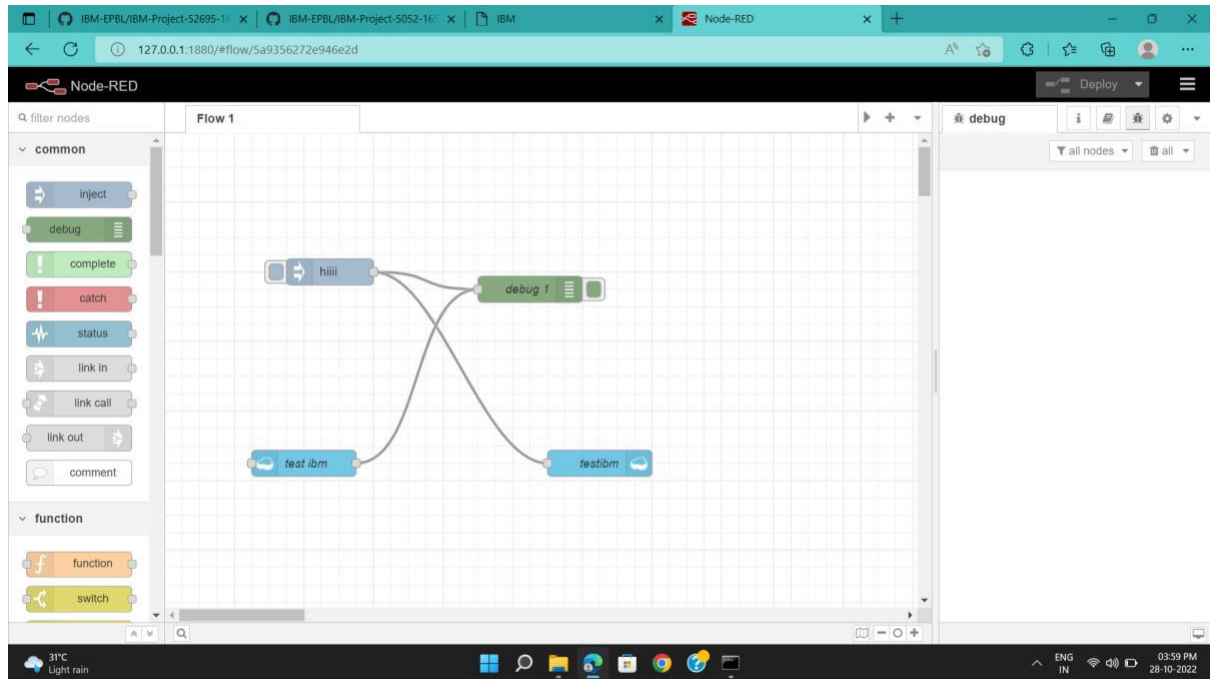 IBM-EPBL/IBM-Project-52695-16
IBM-EPBL/IBM-Project-5052-165
IBM
Node-RED
127.0.0.1:1880/#flow/5a9356272e946e2d
Node-RED
Deploy
filter nodes
Flow 1
debug
i
all nodes
all
common
inject
debug
complete
catch
status
link in
link call
link out
comment
function
function
switch
hiiii
debug 1
test ibm
testibm
31°C
Light rain
ENG
IN
03:59 PM
28-10-2022